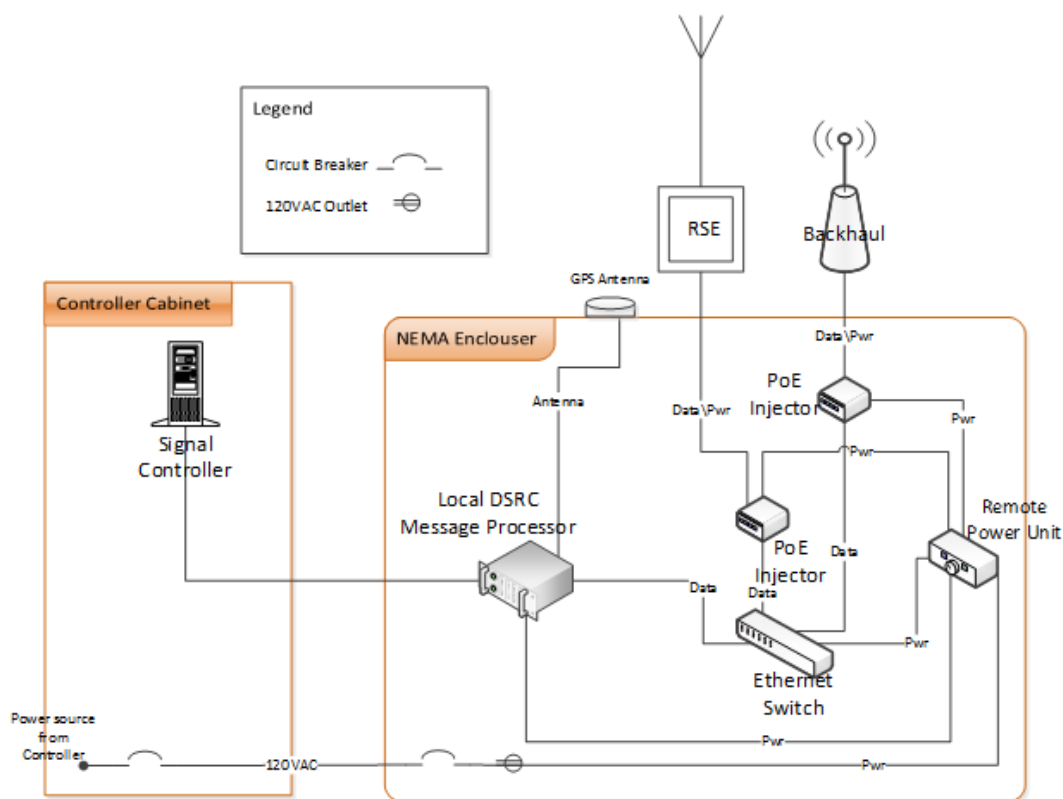 Legend
Circuit Breaker
120VAC Outlet
RSE
Backhaul
GPS Antenna
Controller Cabinet
NEMA Enclouser
Data\Pwr
PoE
Injector
Antenna
Data\Pwr
Pwr
Signal
Controller
Pwr
Local DSRC
Message Processor
Remote
Power Unit
PoE
Injector
Data
Data
Data
Pwr
Ethernet
Switch
Power source
from
Controller
Pwr
120VAC
Pwr